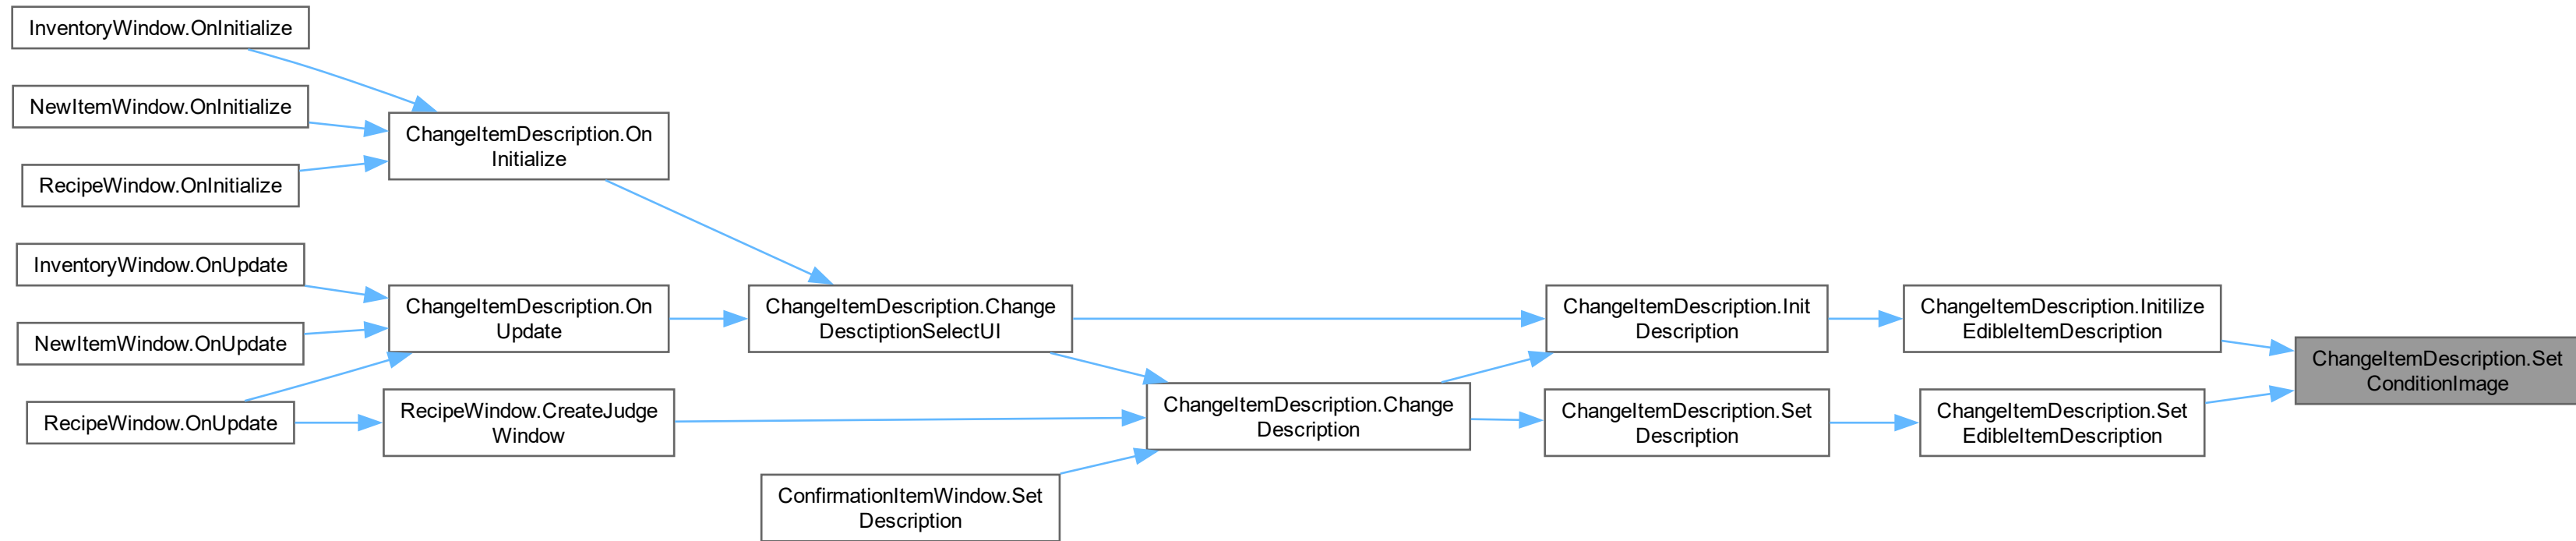 InventoryWindow.OnInitialize
NewItemWindow.OnInitialize
RecipeWindow.OnInitialize
InventoryWindow.OnUpdate
NewItemWindow.OnUpdate
RecipeWindow.OnUpdate
ChangeItemDescription.On
Initialize
ChangeItemDescription.On
Update
RecipeWindow.CreateJudge
Window
ChangeItemDescription.Change
DesctiptionSelectUI
ConfirmationItemWindow.Set
Description
ChangeItemDescription.Change
Description
ChangeItemDescription.Init
Description
ChangeItemDescription.Set
Description
ChangeItemDescription.Initilize
EdibleItemDescription
ChangeItemDescription.Set
EdibleItemDescription
ChangeItemDescription.Set
ConditionImage